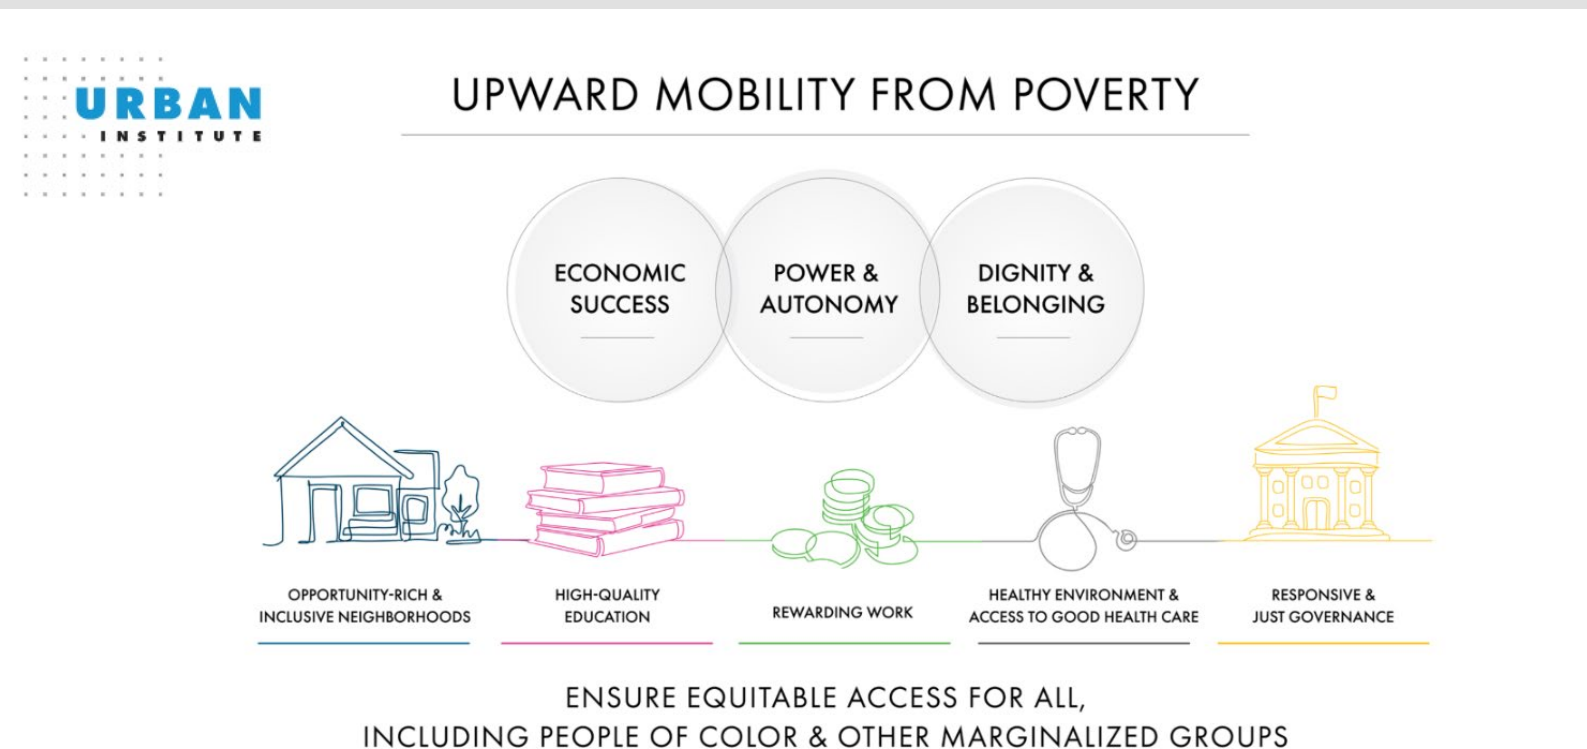 URBAN
INSTITUTE
UPWARD MOBILITY FROM POVERTY
ECONOMIC
SUCCESS
POWER &
AUTONOMY
DIGNITY &
BELONGING
OPPORTUNITY-RICH &
INCLUSIVE NEIGHBORHOODS
HIGH-QUALITY
EDUCATION
REWARDING WORK
HEALTHY ENVIRONMENT &
ACCESS TO GOOD HEALTH CARE
RESPONSIVE &
JUST GOVERNANCE
ENSURE EQUITABLE ACCESS FOR ALL,
INCLUDING PEOPLE OF COLOR & OTHER MARGINALIZED GROUPS